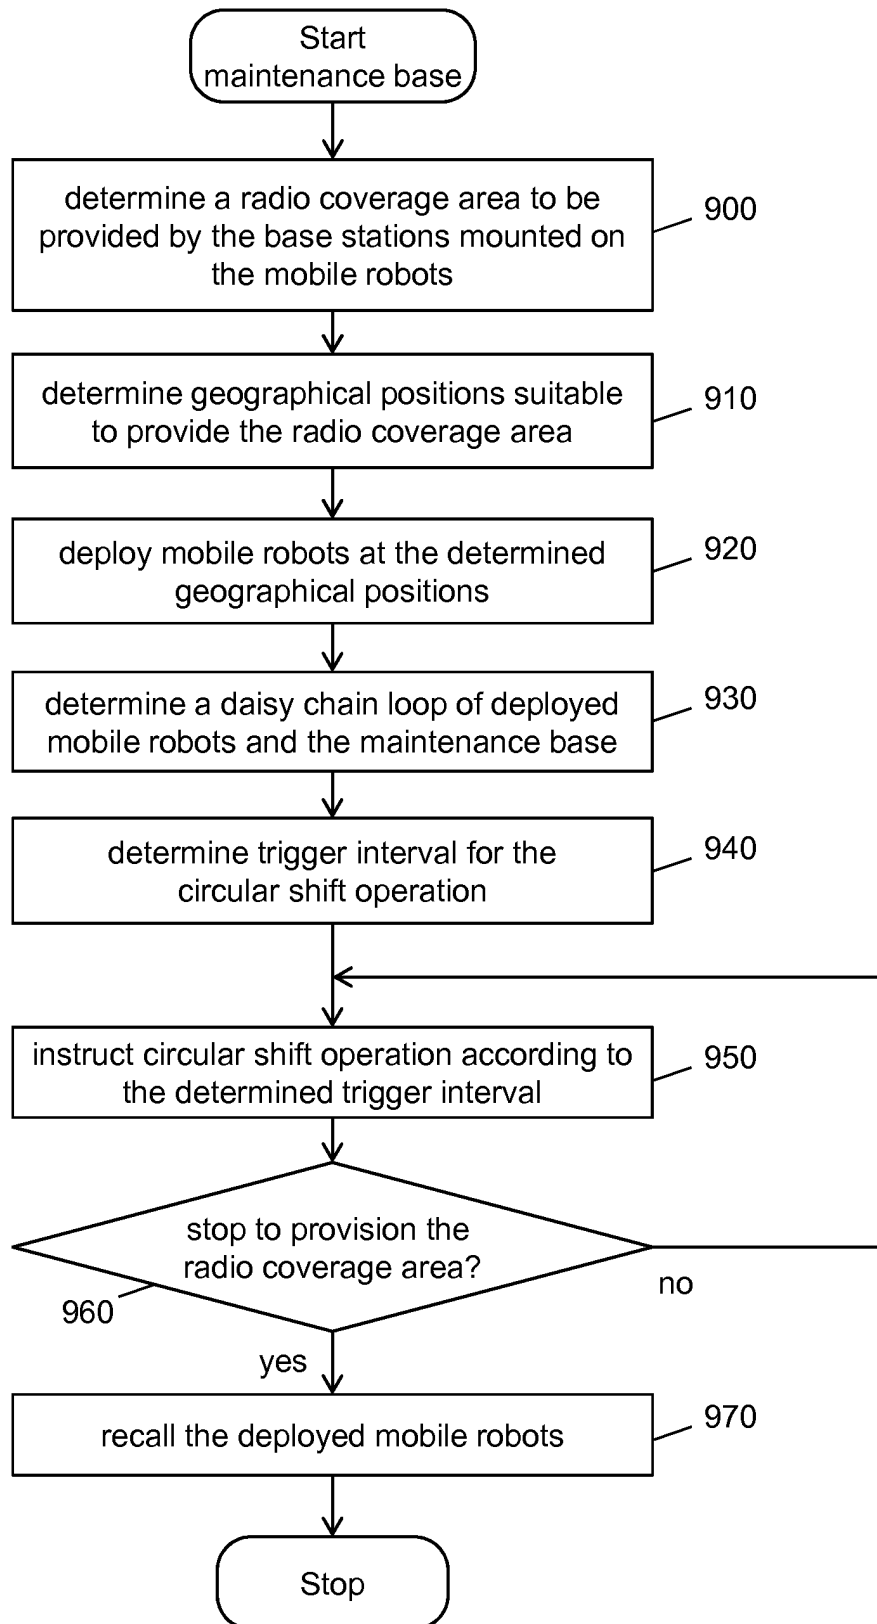 Start
maintenance base
determine a radio coverage area to be
provided by the base stations mounted on
the mobile robots
900
determine geographical positions suitable
to provide the radio coverage area
910
deploy mobile robots at the determined
geographical positions
920
determine a daisy chain loop of deployed
mobile robots and the maintenance base
930
determine trigger interval for the
circular shift operation
940
instruct circular shift operation according to
the determined trigger interval
950
stop to provision the
radio coverage area?
960
no
yes
recall the deployed mobile robots
970
Stop